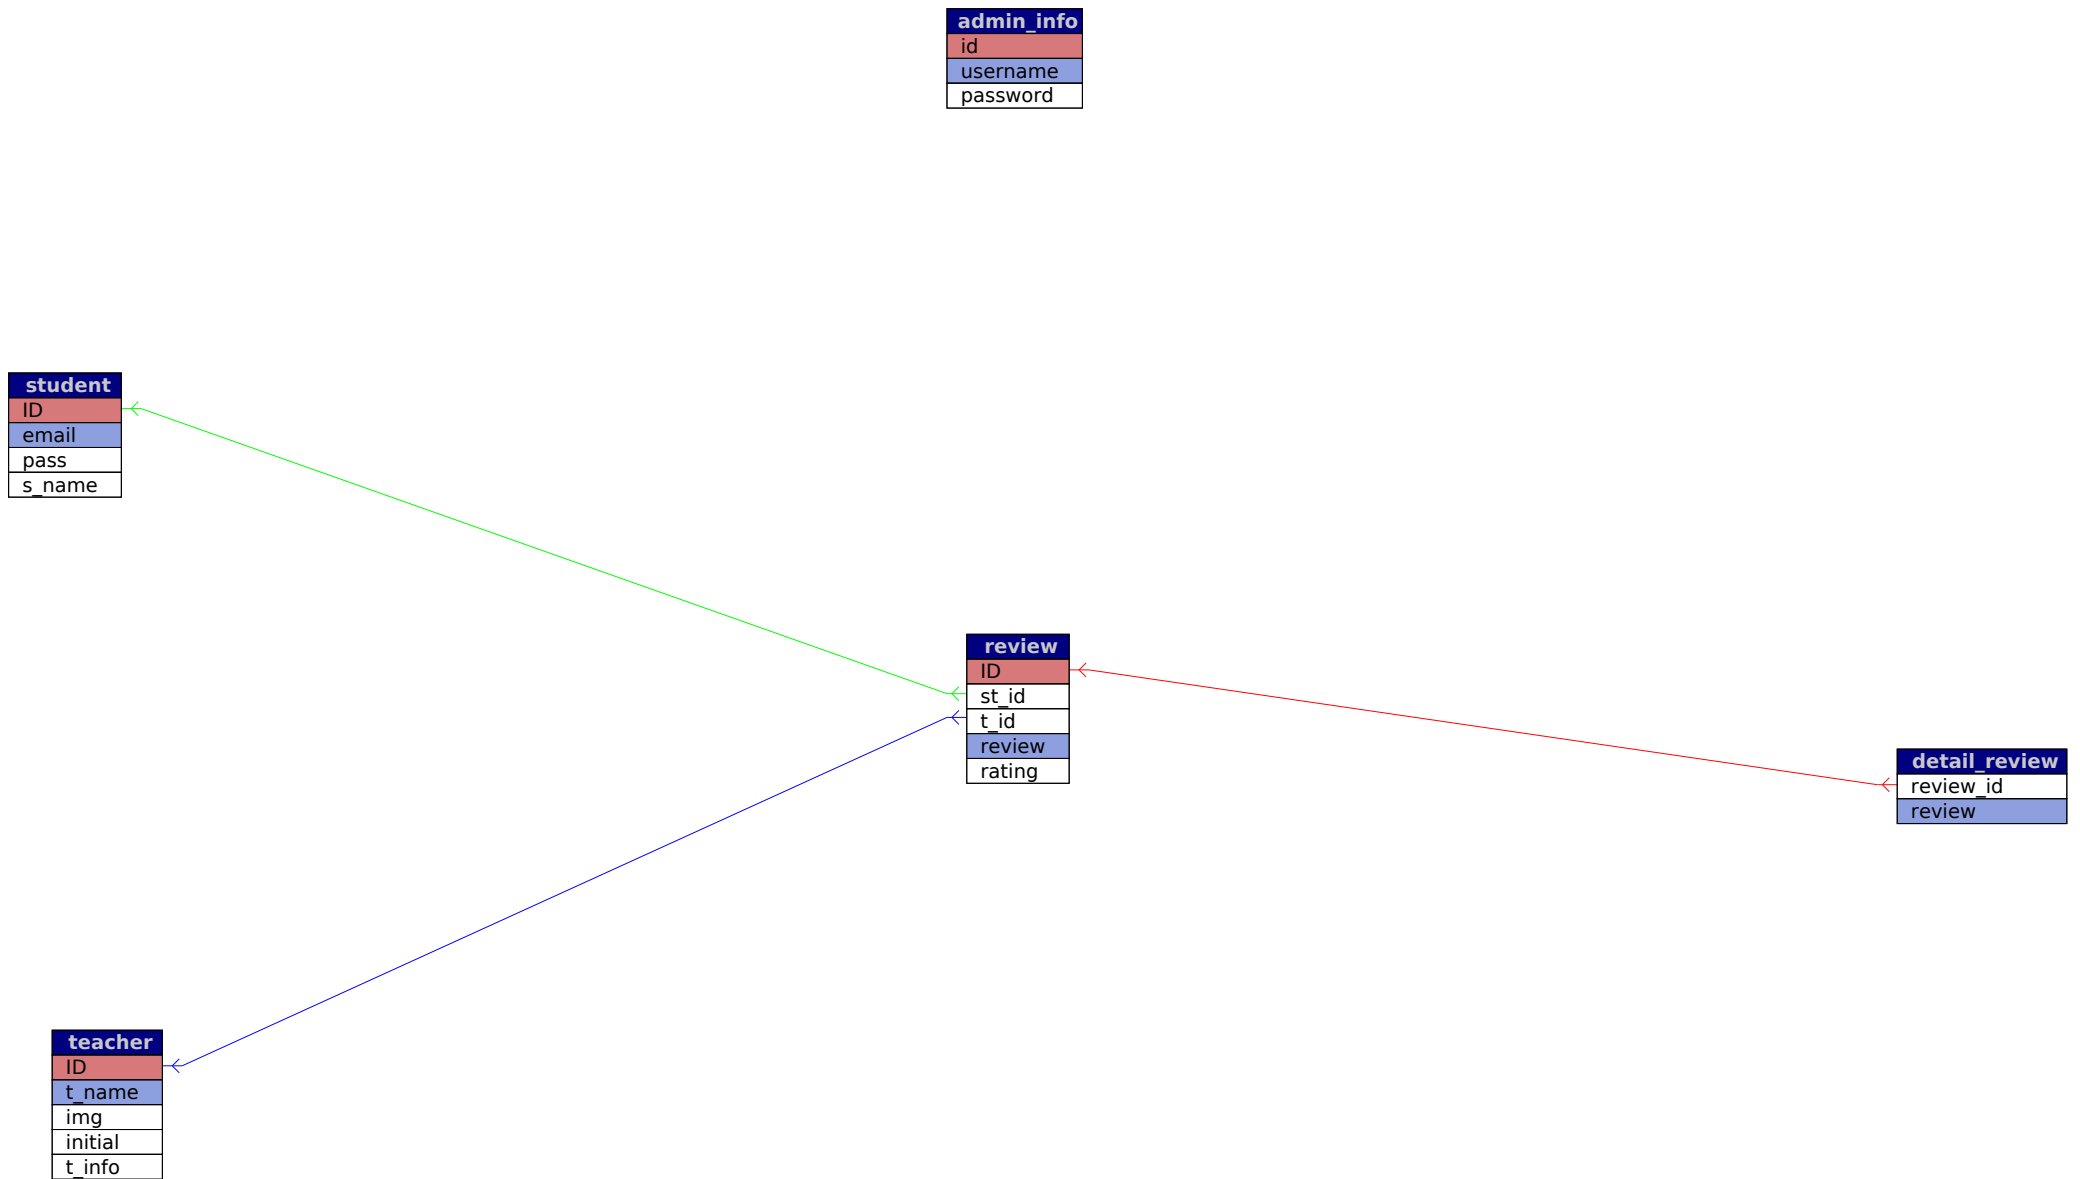 admin_info
id
username
password
student
ID
email
pass
s_name
review
ID
st_id
t_id
review
rating
detail_review
review_id
review
teacher
ID
t_name
img
initial
t_info